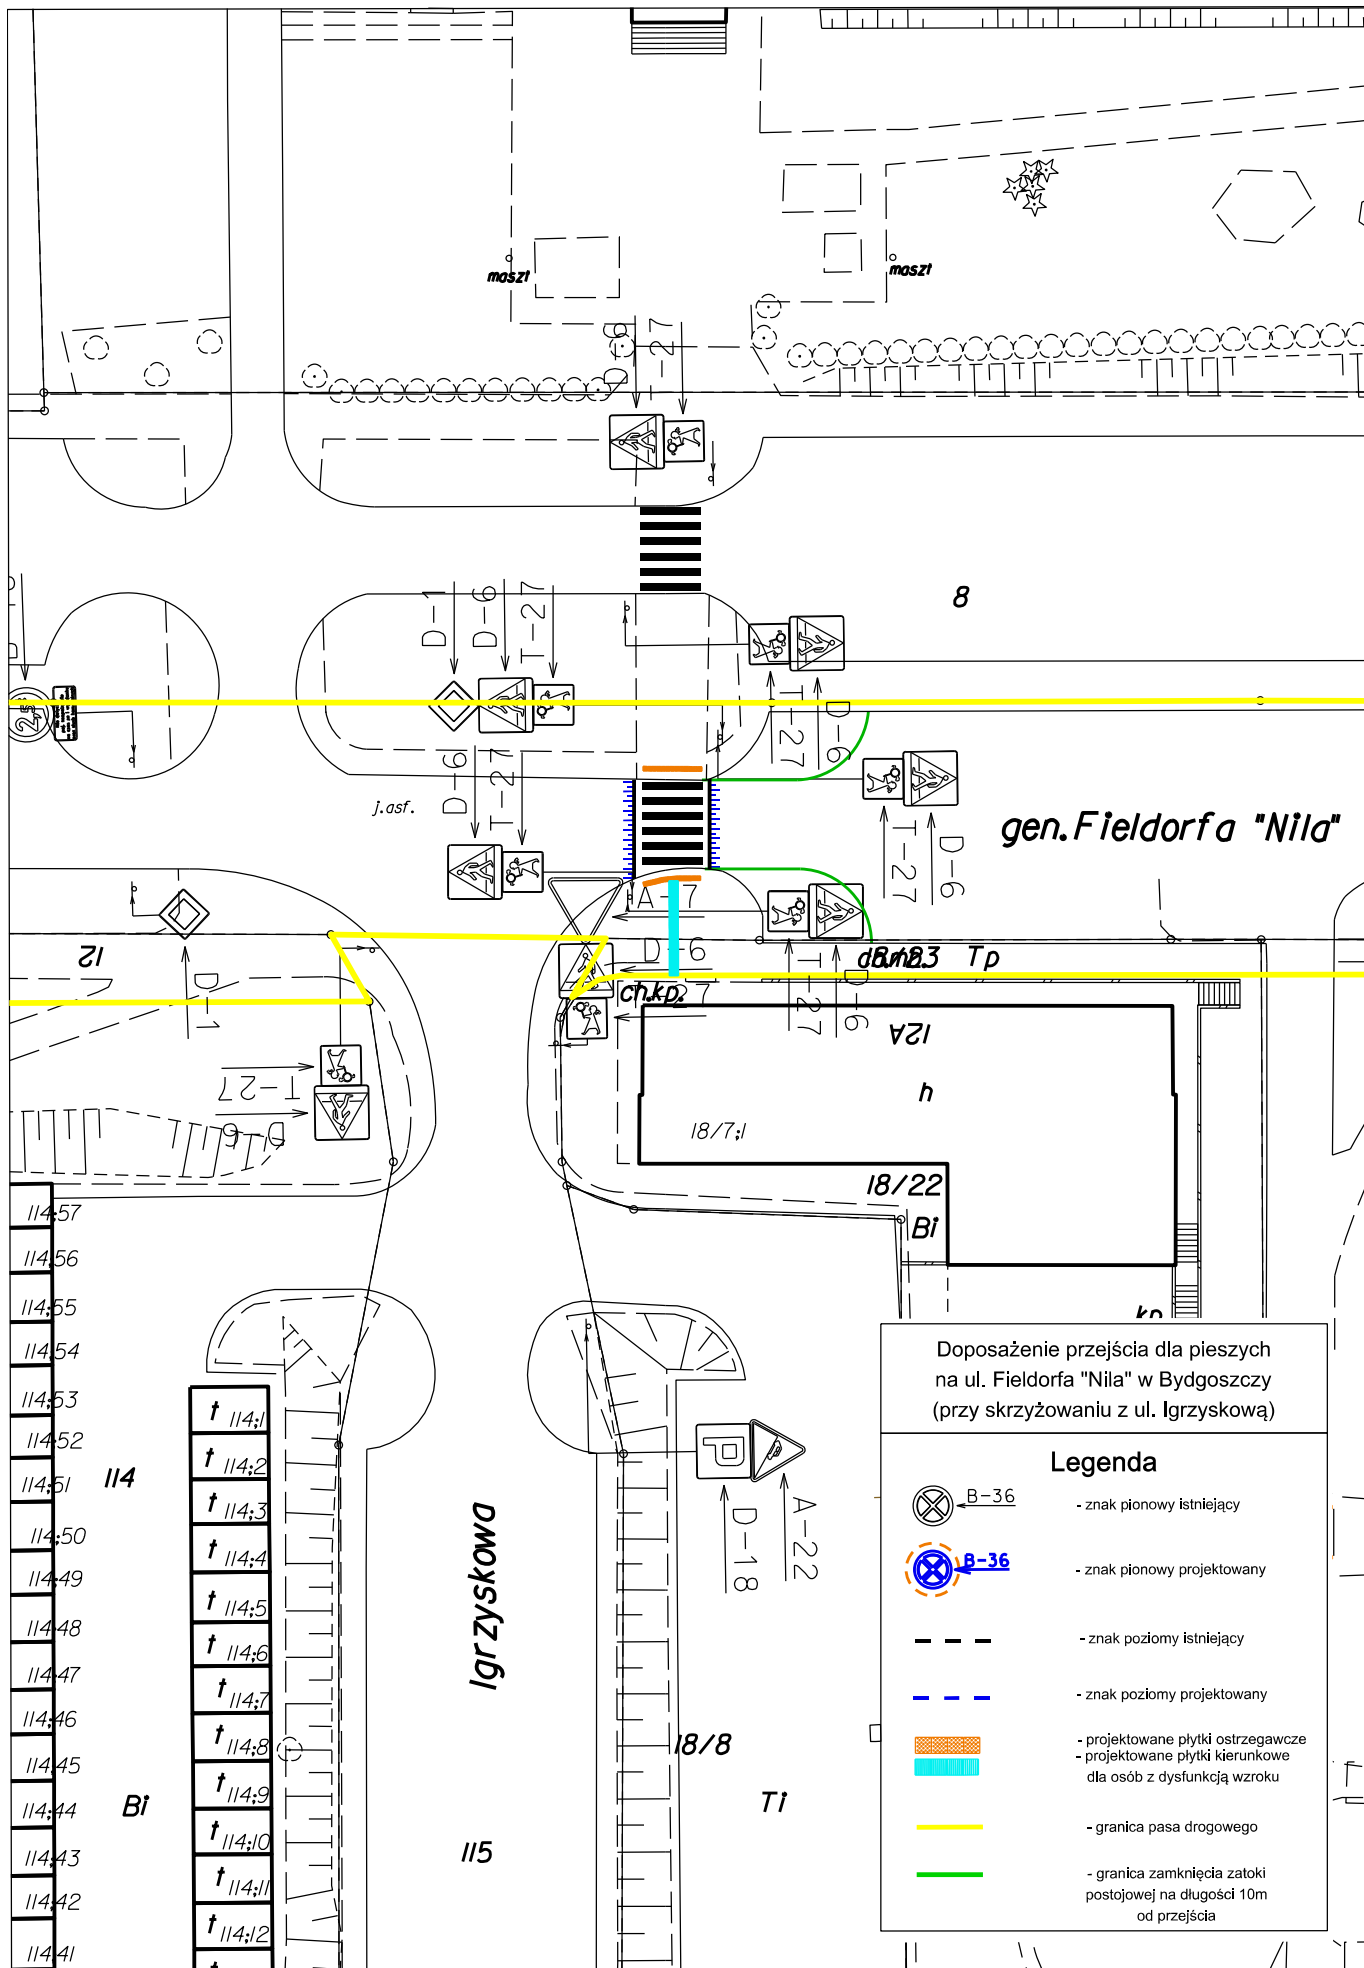 maszt
maszt
D-6
T-27
8
D-1
D-6
T-27
25
T-27
D-6
D-6
T-27
j.asf.
gen.Fieldorfa "Nila"
T-27
D-6
A-7
D-6
T-27
D-6
12
ch.kp.
18/23
Tp
D-1
12A
h
T-27
D-6
18/7;1
18/22
Bi
kp
114;57
114;56
114;55
114;54
114;53
114;52
114;51
114;50
114;49
114;48
114;47
114;46
114;45
114;44
114;43
114;42
114;41
114
Bi
t 114;1
t 114;2
t 114;3
t 114;4
t 114;5
t 114;6
t 114;7
t 114;8
t 114;9
t 114;10
t 114;11
t 114;12
Igrzyskowa
115
P
D-18
A-22
18/8
Ti
Doposażenie przejścia dla pieszych
na ul. Fieldorfa "Nila" w Bydgoszczy
(przy skrzyżowaniu z ul. Igrzyskową)
Legenda
B-36 - znak pionowy istniejący
B-36 - znak pionowy projektowany
- znak poziomy istniejący
- znak poziomy projektowany
- projektowane płytki ostrzegawcze
- projektowane płytki kierunkowe
dla osób z dysfunkcją wzroku
- granica pasa drogowego
- granica zamknięcia zatoki
postojowej na długości 10m
od przejścia